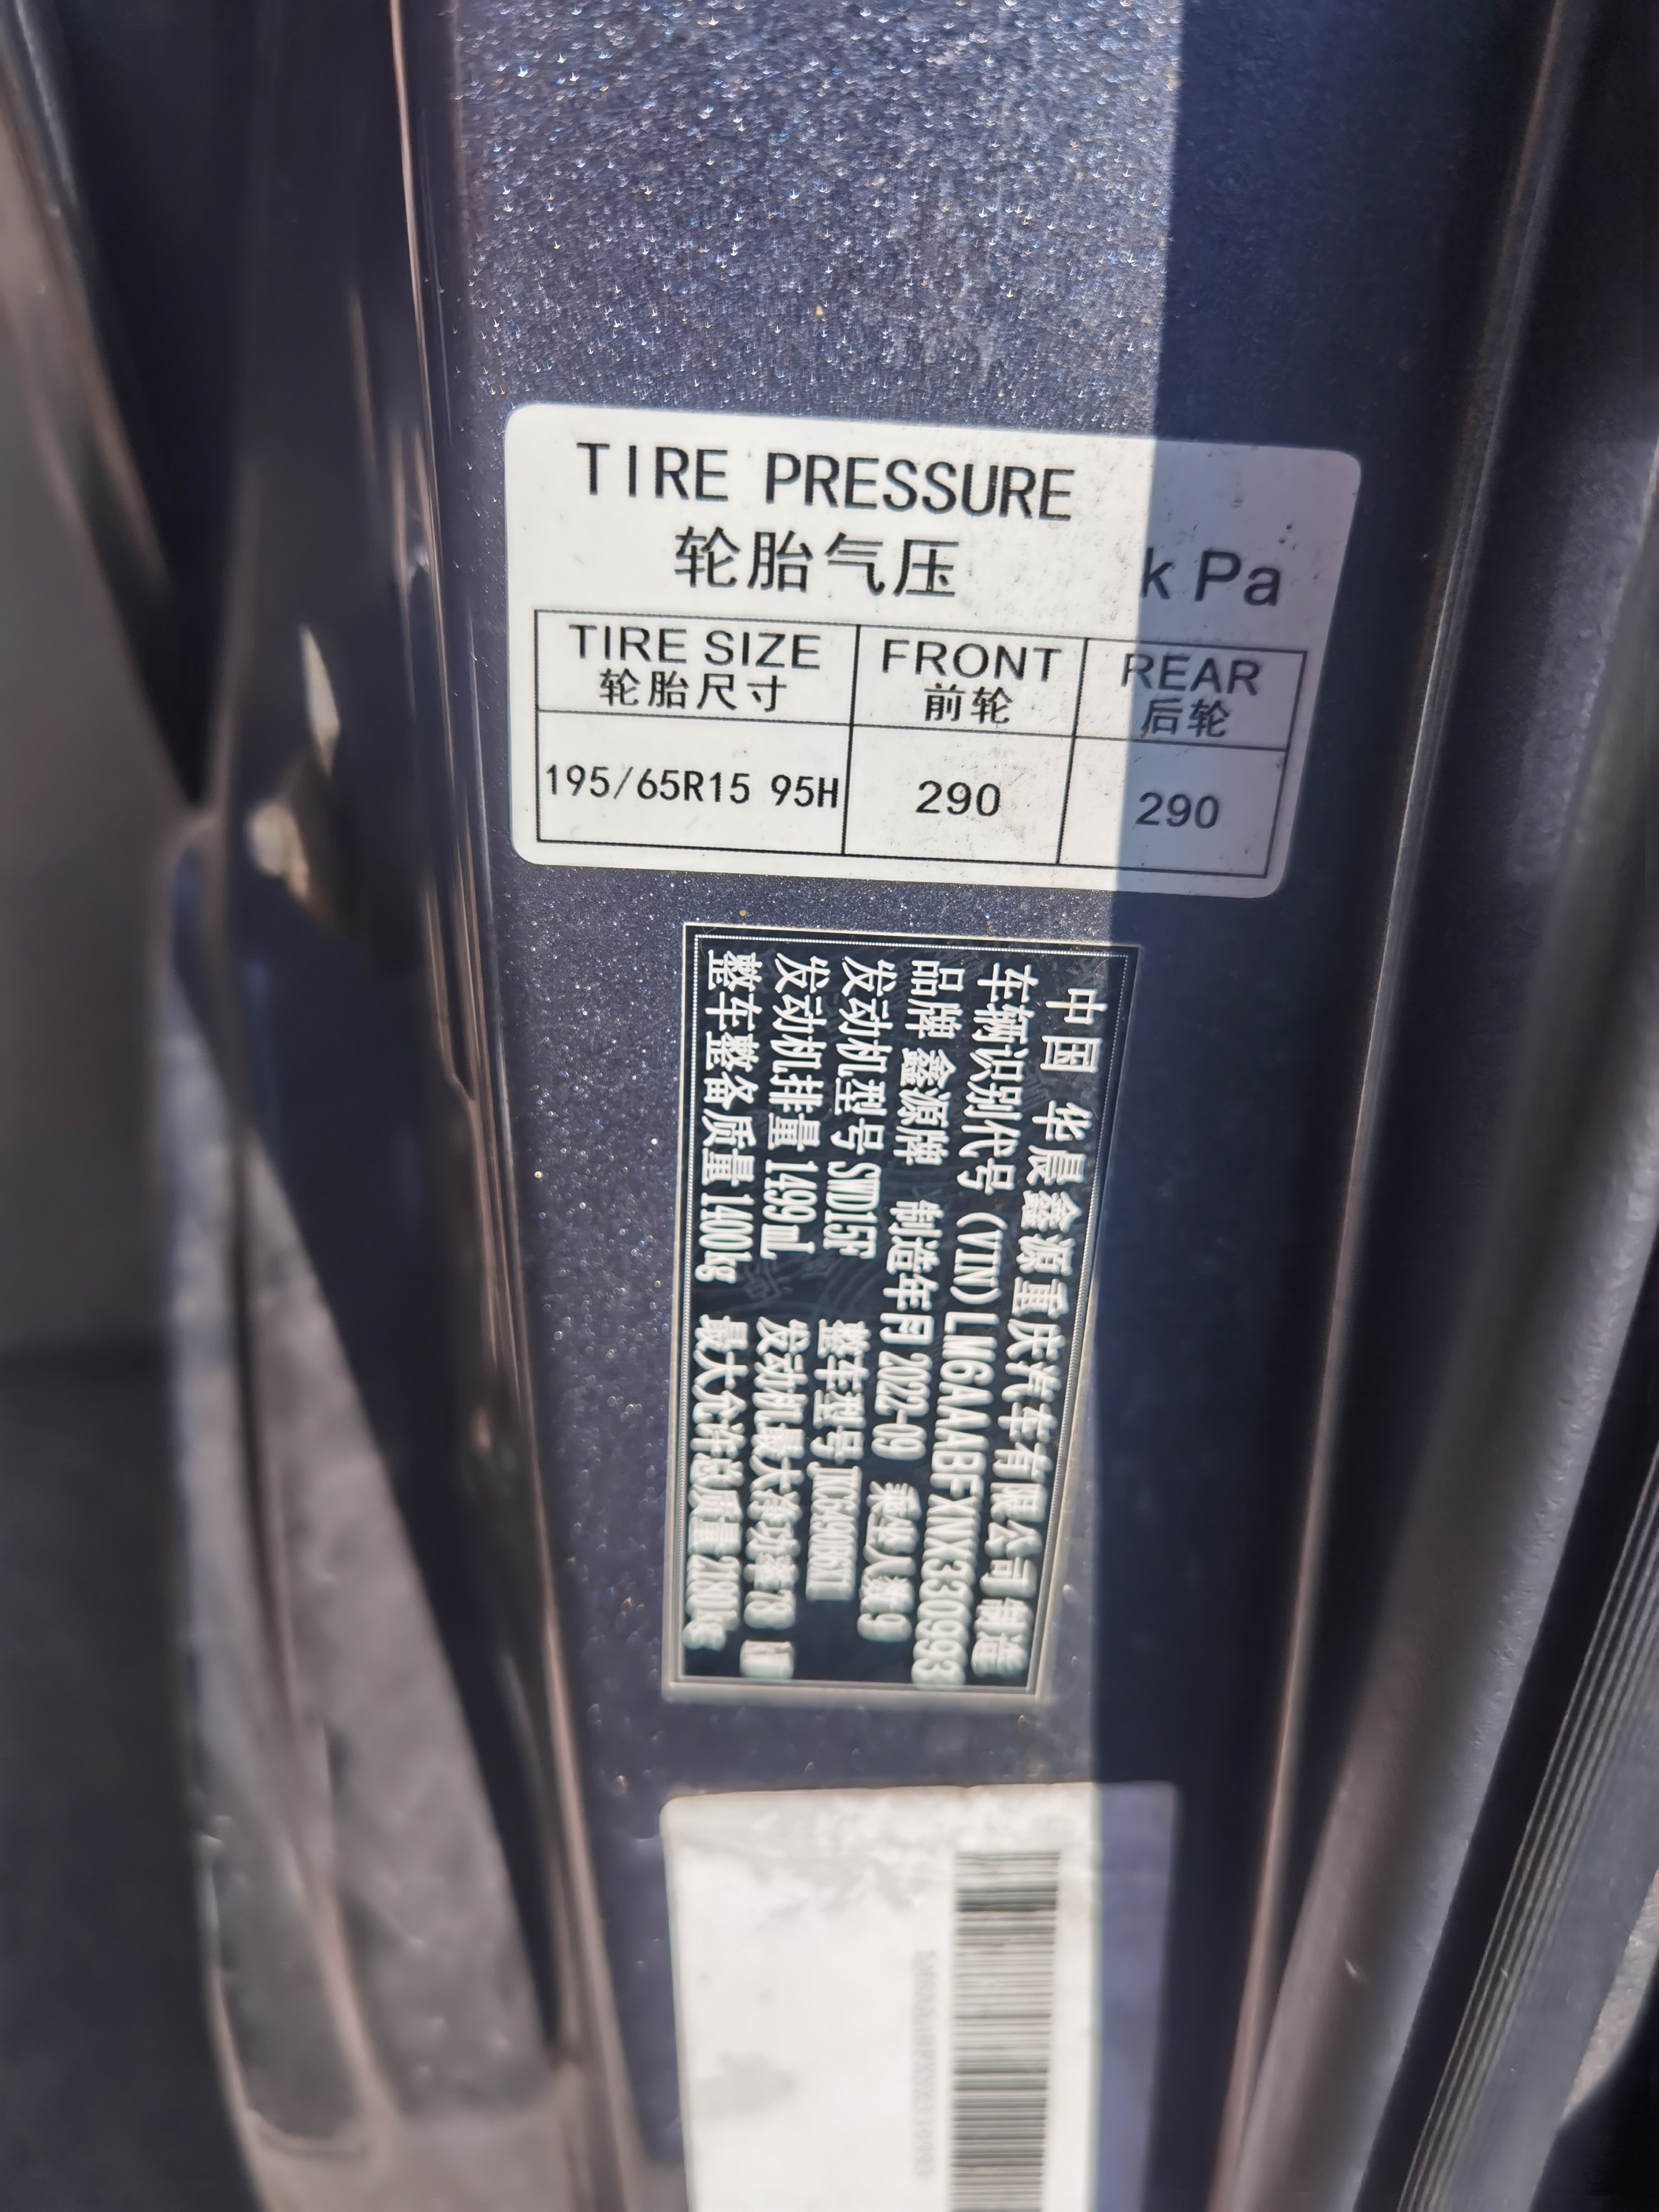 TIRE PRESSURE
轮胎气压 kPa
TIRE SIZE FRONT REAR
轮胎尺寸 前轮 后轮
195/65R15 95H 290 290
中国 华晨鑫源重庆汽车有限公司制造
车辆识别代号(VIN)LM6AAABFXNX330993
品牌 鑫源牌 制造年月 2022-09 乘坐人数 9
发动机型号 SWD15F 整车型号
发动机排量 1499mL 发动机最大净功率 78 kW
整车整备质量 1400kg 最大允许总质量 2180kg